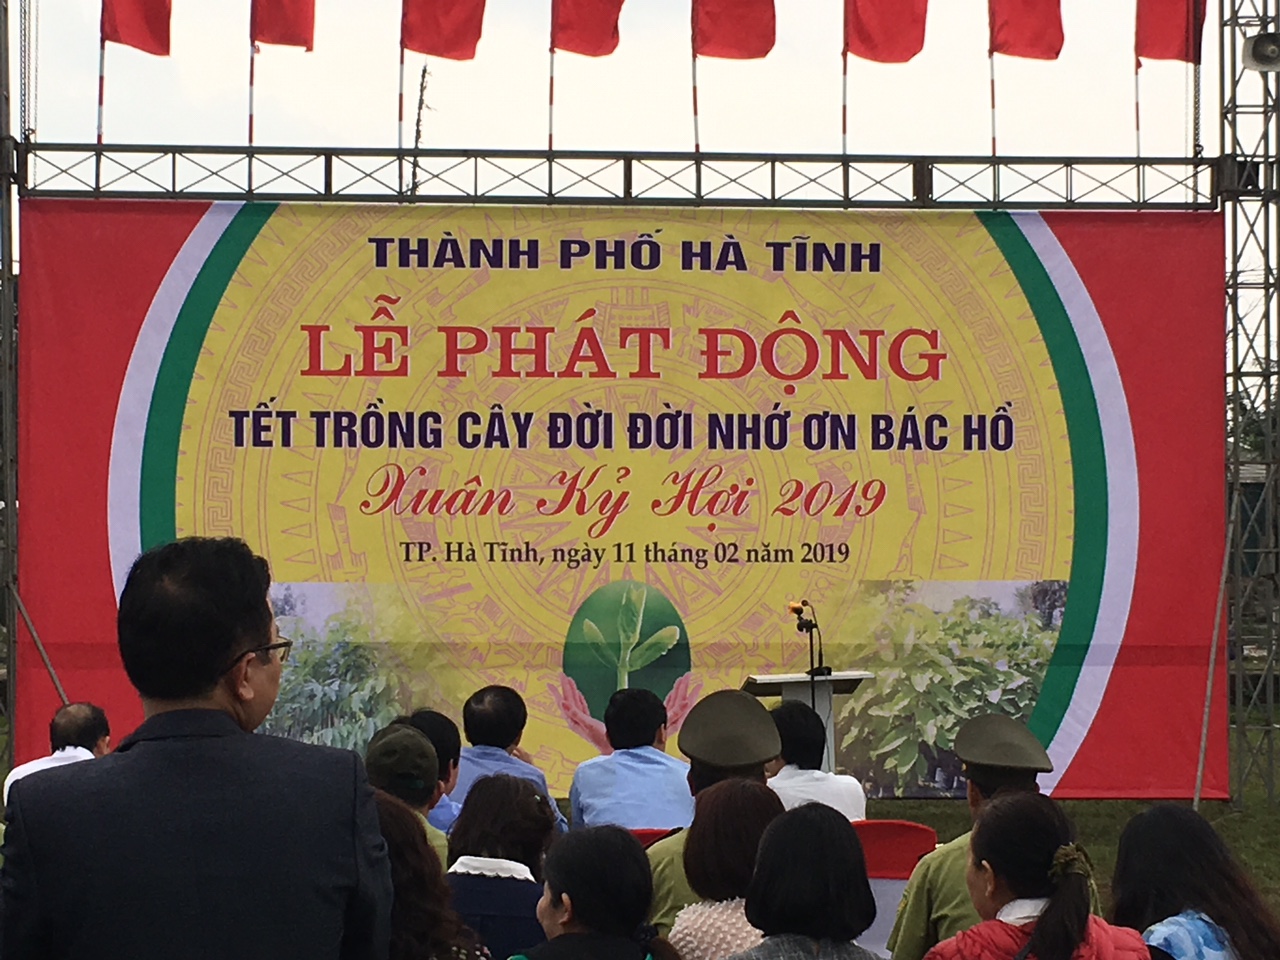 THÀNH PHỐ HÀ TĨNH
LỄ PHÁT ĐỘNG
TẾT TRỒNG CÂY ĐỜI ĐỜI NHỚ ƠN BÁC HỒ
Xuân Kỷ Hợi 2019
TP. Hà Tĩnh, ngày 11 tháng 02 năm 2019